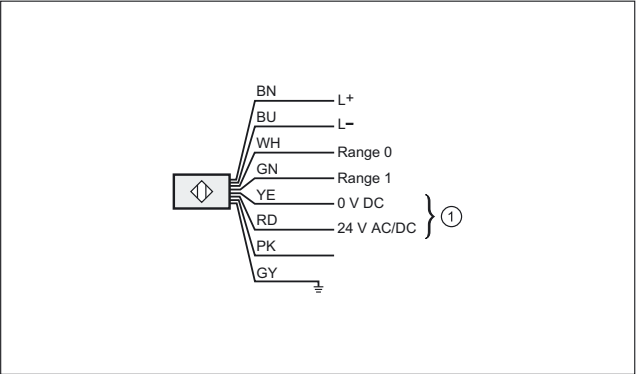 BN L+
BU L-
WH Range 0
GN Range 1
YE 0 V DC
RD 24 V AC/DC
1
PK
GY